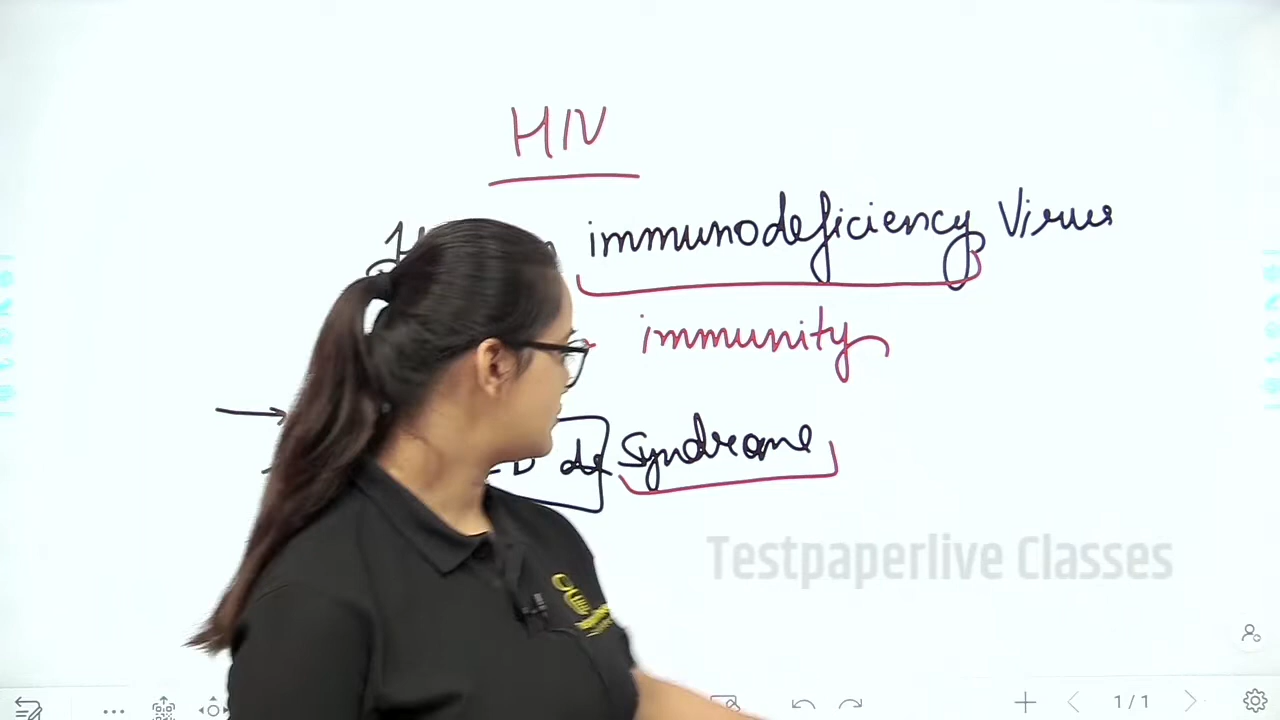 HIV
immunodeficiency Virus
immunity
Syndrome
Testpaperlive Classes
1/1